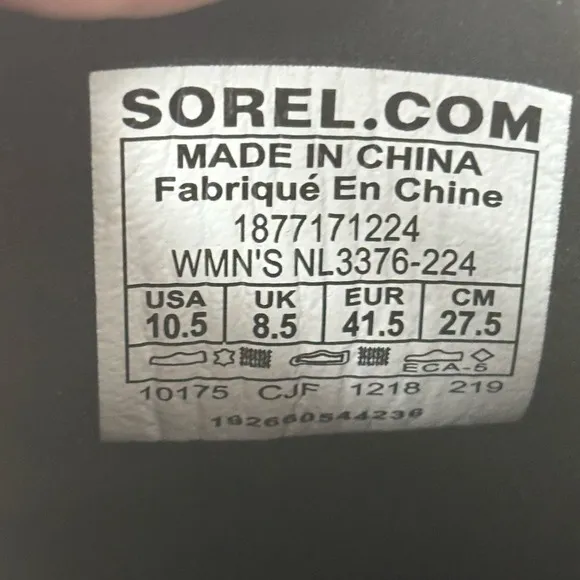 SOREL.COM
MADE IN CHINA
Fabriqué En Chine
1877171224
WMN'S NL3376-224
USA UK EUR CM
10.5 8.5 41.5 27.5
ECA-5
10175 CJF 1218 219
192660544236